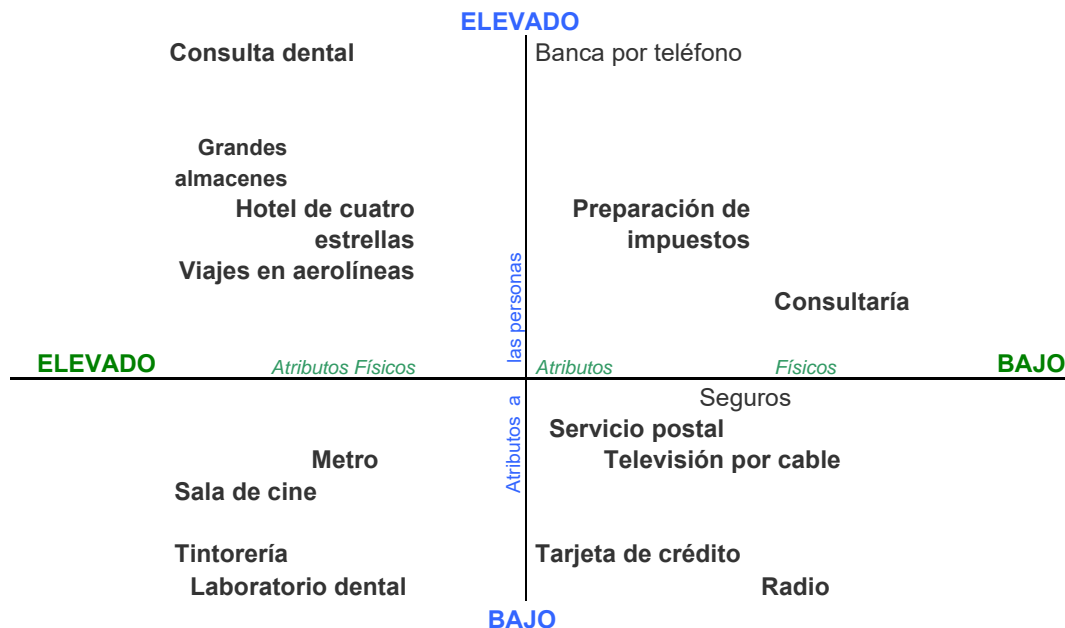 ELEVADO
Consulta dental
Banca por teléfono
Grandes
almacenes
Hotel de cuatro
estrellas
Preparación de
impuestos
Viajes en aerolíneas
las personas
Consultaría
ELEVADO
Atributos Físicos
Atributos
Físicos
BAJO
Atributos a
Seguros
Servicio postal
Metro
Televisión por cable
Sala de cine
Tintorería
Tarjeta de crédito
Laboratorio dental
Radio
BAJO